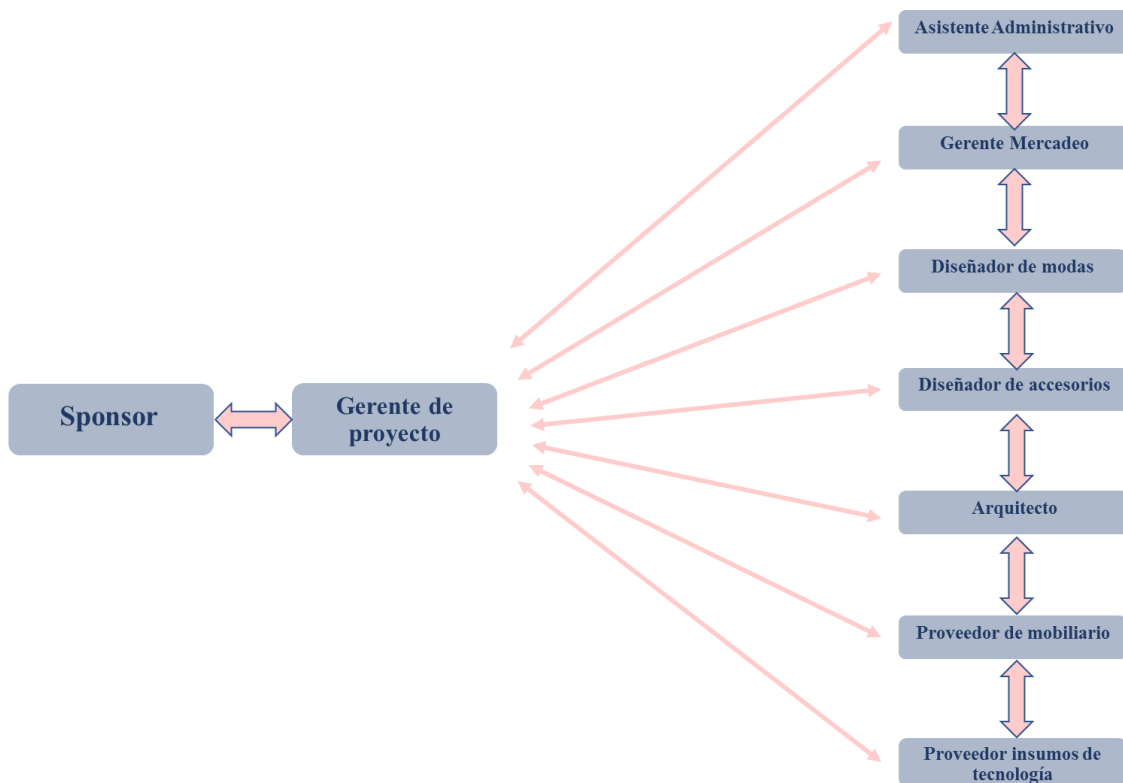 Asistente Administrativo
Gerente Mercadeo
Diseñador de modas
Diseñador de accesorios
Sponsor
Gerente de
proyecto
Arquitecto
Proveedor de mobiliario
Proveedor insumos de
tecnología